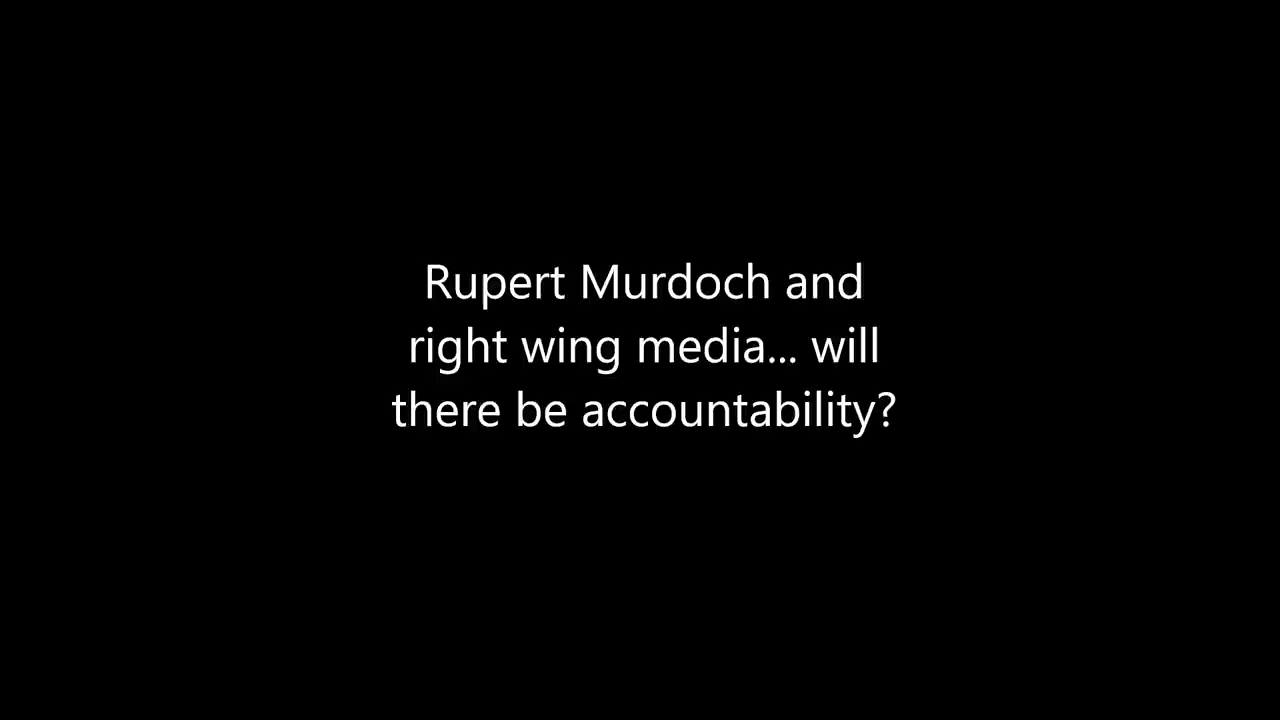 Rupert Murdoch and
right wing media... will
there be accountability?